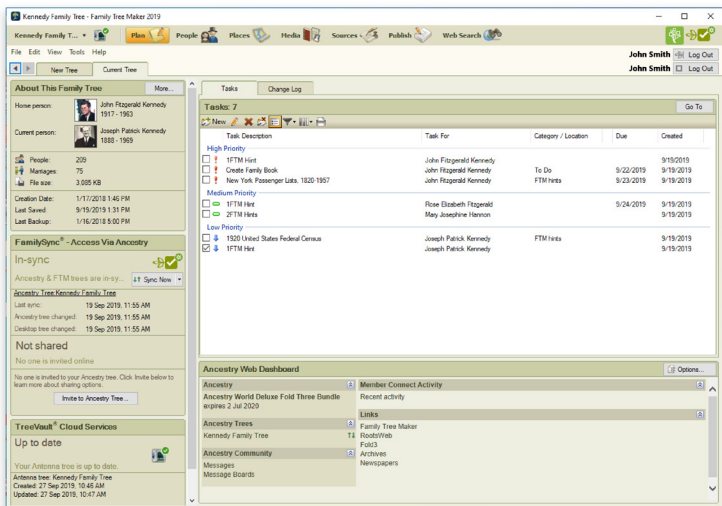 Kennedy Family Tree - Family Tree Maker 2019
Kennedy Family T... Plan People Places Media Sources Publish Web Search
File Edit View Tools Help
John Smith Log Out
John Smith Log Out
New Tree Current Tree
About This Family Tree More...
Home person: John Fitzgerald Kennedy
1917 - 1963
Current person: Joseph Patrick Kennedy
1888 - 1969
People: 209
Marriages: 75
File size: 3,085 KB
Creation Date: 1/17/2018 1:46 PM
Last Saved: 9/19/2019 1:31 PM
Last Backup: 1/16/2018 5:00 PM
FamilySync® - Access Via Ancestry
In-sync
Ancestry & FTM trees are in-sy... Sync Now
Ancestry Tree:Kennedy Family Tree
Last sync: 19 Sep 2019, 11:55 AM
Ancestry tree changed: 19 Sep 2019, 11:55 AM
Desktop tree changed: 19 Sep 2019, 11:55 AM
Not shared
No one is invited online
No one is invited to your Ancestry tree. Click Invite below to
learn more about sharing options.
Invite to Ancestry Tree...
TreeVault® Cloud Services
Up to date
Your Antenna tree is up to date.
Antenna tree: Kennedy Family Tree
Created: 27 Sep 2019, 10:46 AM
Updated: 27 Sep 2019, 10:47 AM
Tasks Change Log
Tasks: 7 Go To
New
Task Description Task For Category / Location Due Created
High Priority
1FTM Hint John Fitzgerald Kennedy 9/19/2019
Create Family Book John Fitzgerald Kennedy To Do 9/22/2019 9/19/2019
New York Passenger Lists, 1820-1957 John Fitzgerald Kennedy FTM hints 9/23/2019 9/19/2019
Medium Priority
1FTM Hint Rose Elizabeth Fitzgerald 9/24/2019 9/19/2019
2FTM Hints Mary Josephine Hannon 9/19/2019
Low Priority
1920 United States Federal Census Joseph Patrick Kennedy FTM hints 9/19/2019
1FTM Hint Joseph Patrick Kennedy 9/19/2019
Ancestry Web Dashboard Options...
Ancestry
Ancestry World Deluxe Fold Three Bundle
expires 2 Jul 2020
Ancestry Trees
Kennedy Family Tree
Ancestry Community
Messages
Message Boards
Member Connect Activity
Recent activity
Links
Family Tree Maker
RootsWeb
Fold3
Archives
Newspapers